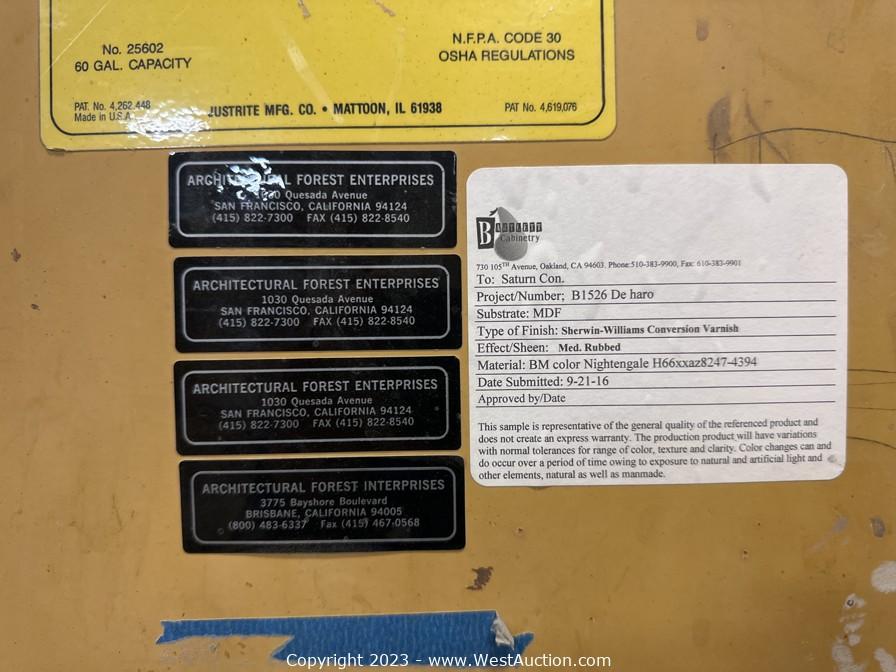 No. 25602
60 GAL. CAPACITY
N.F.P.A. CODE 30
OSHA REGULATIONS
PAT. No. 4,262,448
Made in U.S.A.
JUSTRITE MFG. CO. • MATTOON, IL 61938
PAT No. 4,619,076
ARCHITECTURAL FOREST ENTERPRISES
Quesada Avenue
SAN FRANCISCO, CALIFORNIA 94124
(415) 822-7300 FAX (415) 822-8540
ARCHITECTURAL FOREST ENTERPRISES
1030 Quesada Avenue
SAN FRANCISCO, CALIFORNIA 94124
(415) 822-7300 FAX (415) 822-8540
ARCHITECTURAL FOREST ENTERPRISES
1030 Quesada Avenue
SAN FRANCISCO, CALIFORNIA 94124
(415) 822-7300 FAX (415) 822-8540
ARCHITECTURAL FOREST INTERPRISES
3775 Bayshore Boulevard
BRISBANE, CALIFORNIA 94005
(800) 483-6337 Fax (415) 467-0568
Bartlett
Cabinetry
730 105TH Avenue, Oakland, CA 94603. Phone:510-383-9900, Fax: 610-383-9901
To: Saturn Con.
Project/Number; B1526 De haro
Substrate: MDF
Type of Finish: Sherwin-Williams Conversion Varnish
Effect/Sheen: Med. Rubbed
Material: BM color Nightengale H66xxaz8247-4394
Date Submitted: 9-21-16
Approved by/Date
This sample is representative of the general quality of the referenced product and
does not create an express warranty. The production product will have variations
with normal tolerances for range of color, texture and clarity. Color changes can and
do occur over a period of time owing to exposure to natural and artificial light and
other elements, natural as well as manmade.
Copyright 2023 - www.WestAuction.com